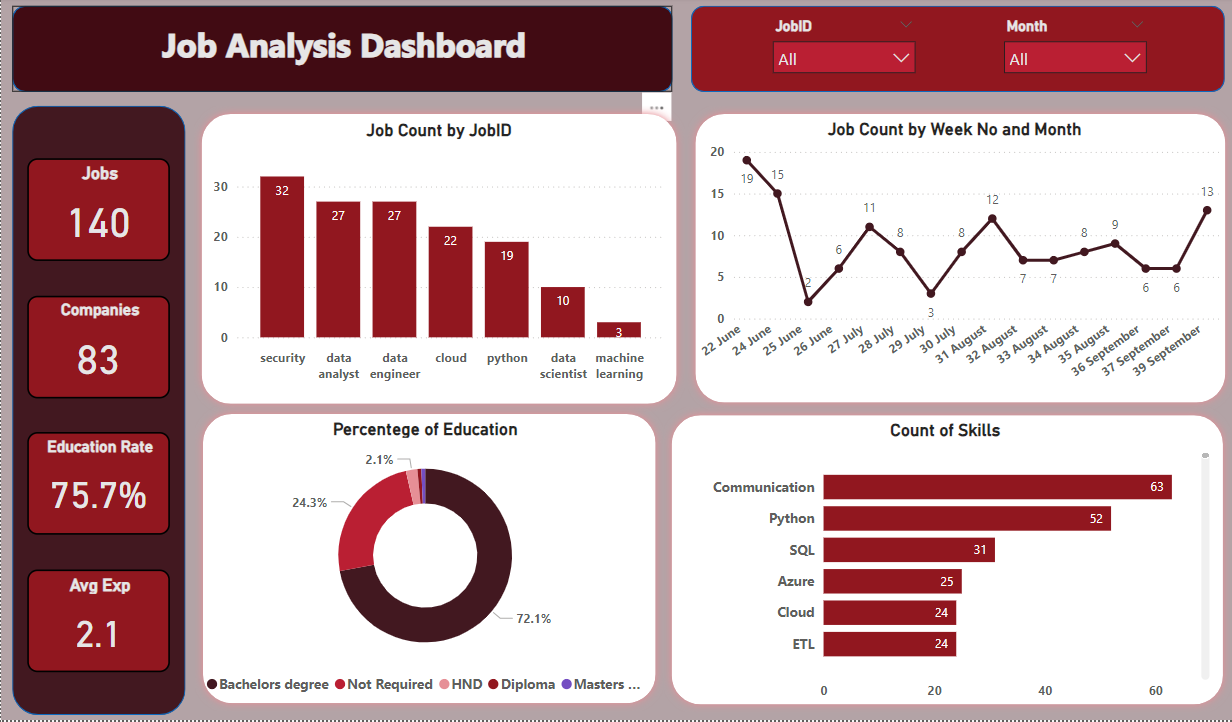 Job Analysis Dashboard
JobID
Month
All
All
...
Jobs
140
Companies
83
Education Rate
75.7%
Avg Exp
2.1
Job Count by JobID
30
20
10
0
32
27
27
22
19
10
3
security
data
analyst
data
engineer
cloud
python
data
scientist
machine
learning
Job Count by Week No and Month
20
15
10
5
0
19
15
2
6
11
8
3
8
12
7
7
8
9
6
6
13
22 June
24 June
25 June
26 June
27 July
28 July
29 July
30 July
31 August
32 August
33 August
34 August
35 August
36 September
37 September
39 September
Percentege of Education
2.1%
24.3%
72.1%
Bachelors degree Not Required HND Diploma Masters ...
Count of Skills
Communication 63
Python 52
SQL 31
Azure 25
Cloud 24
ETL 24
0 20 40 60